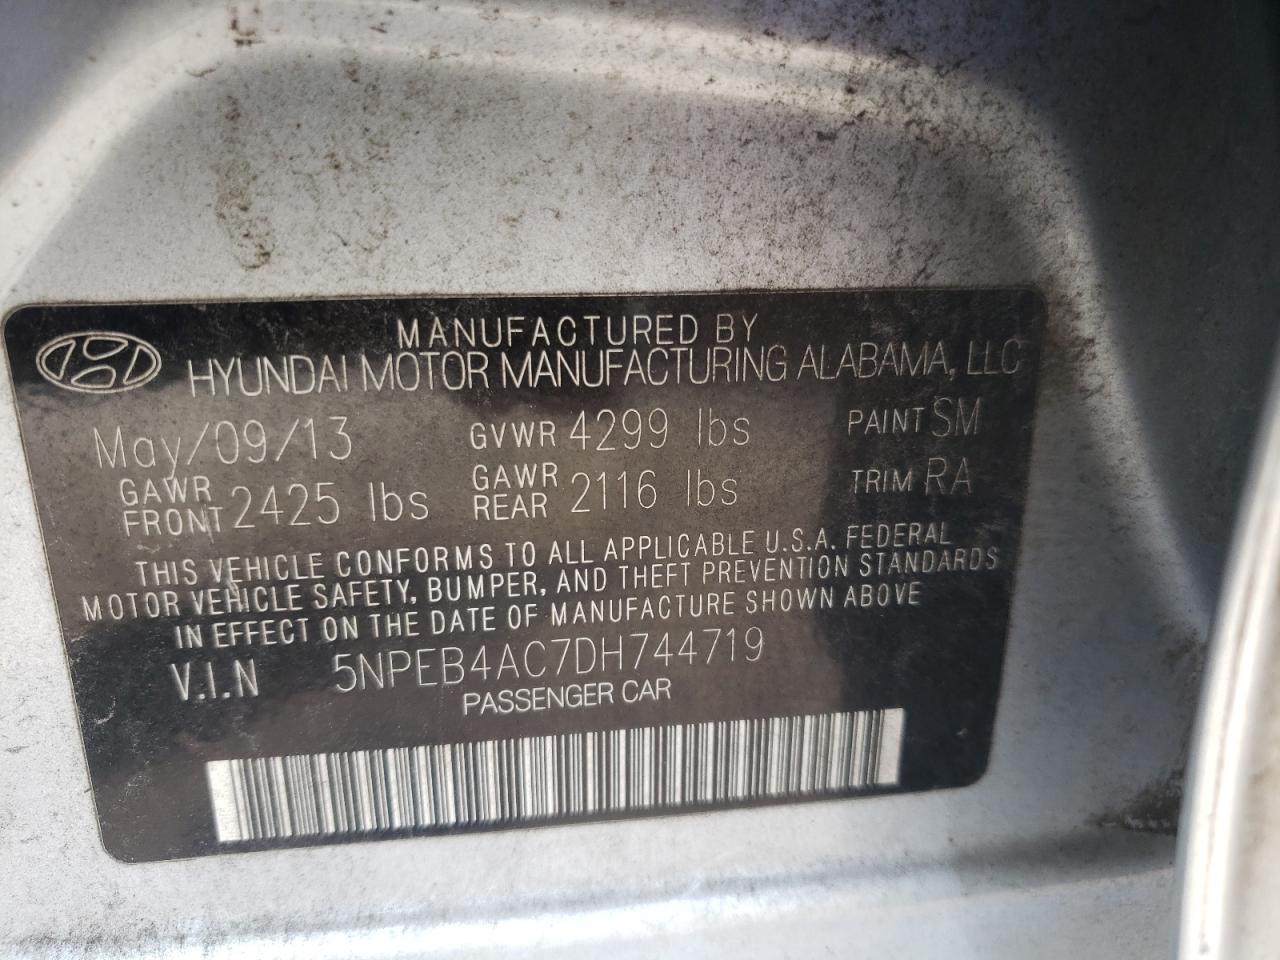 MANUFACTURED BY
HYUNDAI MOTOR MANUFACTURING ALABAMA, LLC
May/09/13 GVWR 4299 lbs PAINT SM
GAWR FRONT 2425 lbs GAWR REAR 2116 lbs TRIM RA
THIS VEHICLE CONFORMS TO ALL APPLICABLE U.S.A. FEDERAL
MOTOR VEHICLE SAFETY, BUMPER, AND THEFT PREVENTION STANDARDS
IN EFFECT ON THE DATE OF MANUFACTURE SHOWN ABOVE
V.I.N 5NPEB4AC7DH744719
PASSENGER CAR